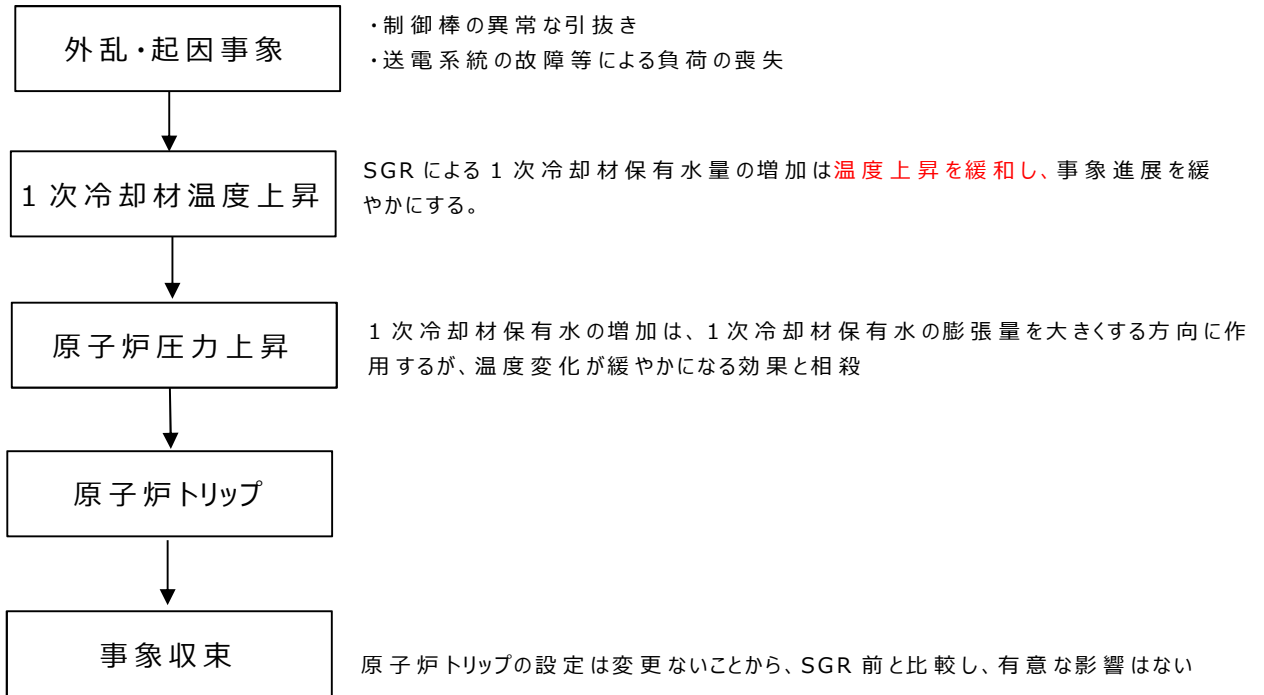 外乱・起因事象
・制御棒の異常な引抜き
・送電系統の故障等による負荷の喪失
1次冷却材温度上昇
SGRによる1次冷却材保有水量の増加は温度上昇を緩和し、事象進展を緩
やかにする。
原子炉圧力上昇
1次冷却材保有水の増加は、1次冷却材保有水の膨張量を大きくする方向に作
用するが、温度変化が緩やかになる効果と相殺
原子炉トリップ
事象収束
原子炉トリップの設定は変更ないことから、SGR前と比較し、有意な影響はない